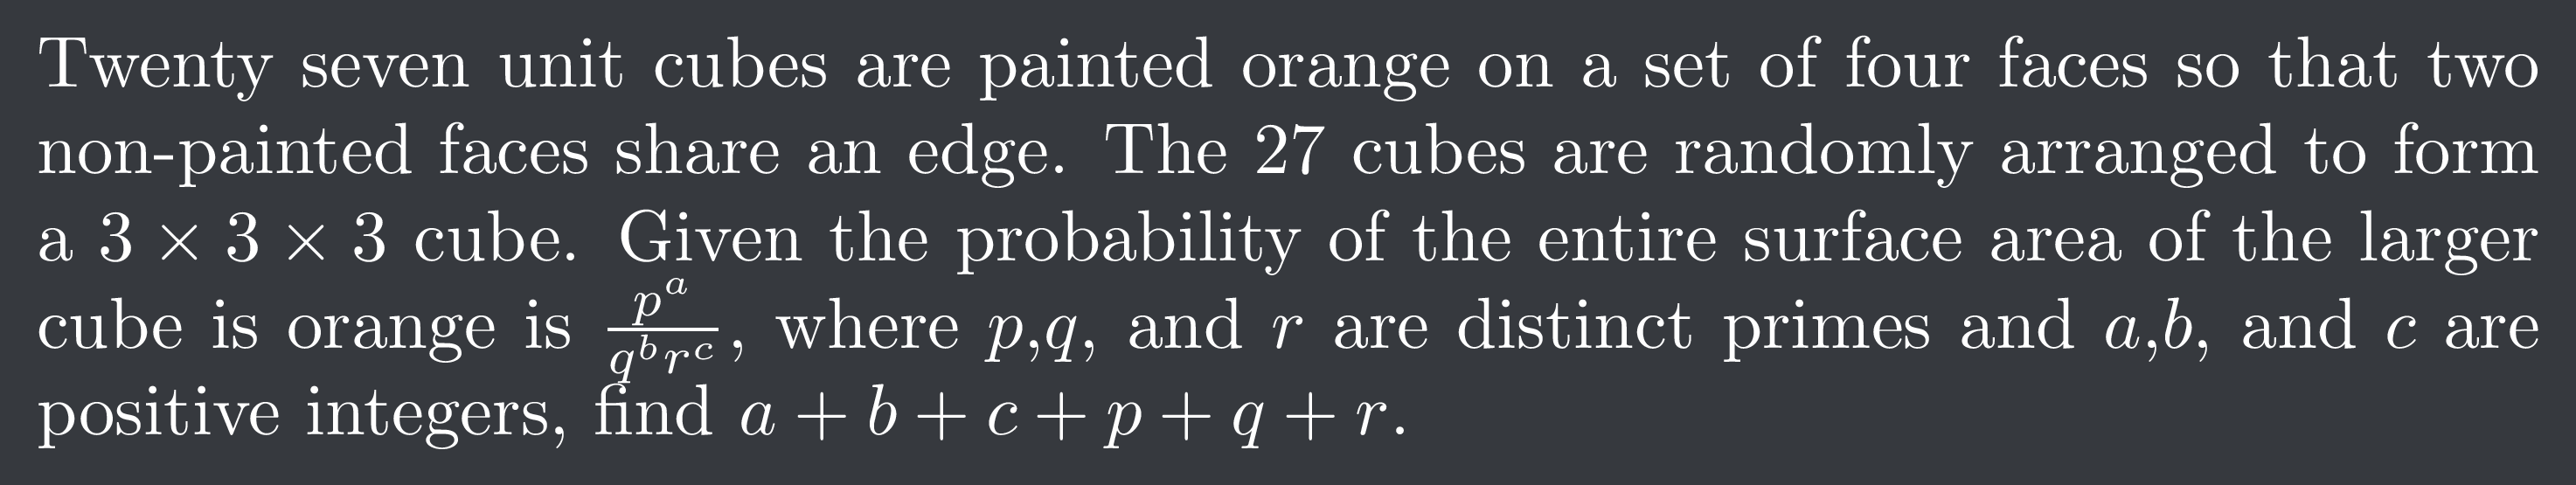 Twenty seven unit cubes are painted orange on a set of four faces so that two
non-painted faces share an edge. The 27 cubes are randomly arranged to form
a 3 × 3 × 3 cube. Given the probability of the entire surface area of the larger
cube is orange is $\frac{p^a}{q^b r^c}$, where p,q, and r are distinct primes and a,b, and c are
positive integers, find a + b + c + p + q + r.